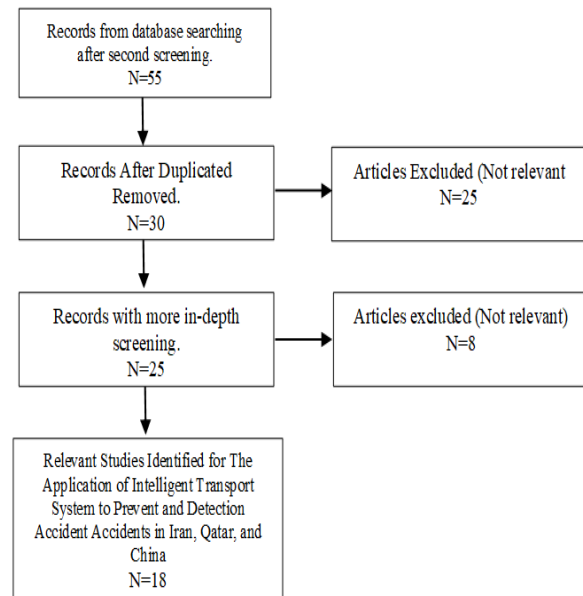 Records from database searching
after second screening.
N=55
Records After Duplicated
Removed.
N=30
Articles Excluded (Not relevant
N=25
Records with more in-depth
screening.
N=25
Articles excluded (Not relevant)
N=8
Relevant Studies Identified for The
Application of Intelligent Transport
System to Prevent and Detection
Accident Accidents in Iran, Qatar, and
China
N=18